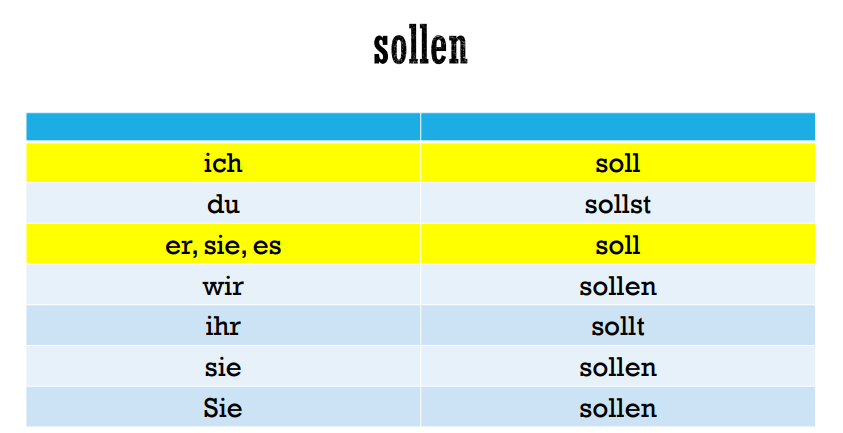 sollen
ich soll
du sollst
er, sie, es soll
wir sollen
ihr sollt
sie sollen
Sie sollen